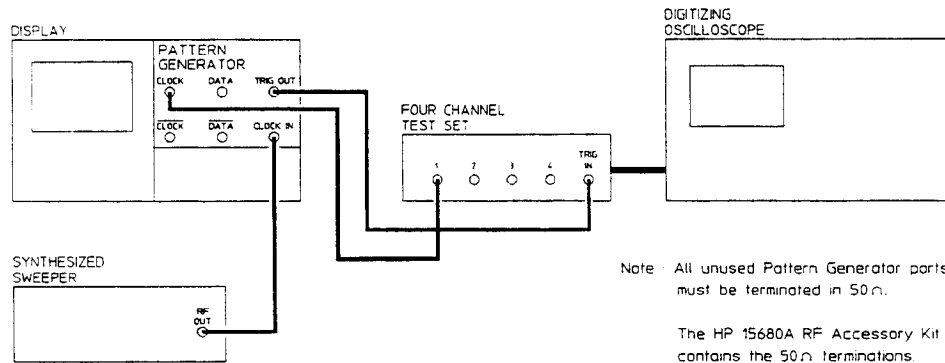 DISPLAY
PATTERN
GENERATOR
CLOCK DATA TRIG OUT
CLOCK DATA CLOCK IN
FOUR CHANNEL
TEST SET
1 2 3 4 TRIG
IN
DIGITIZING
OSCILLOSCOPE
SYNTHESIZED
SWEEPER
RF
OUT
Note : All unused Pattern Generator ports
must be terminated in 50Ω.
The HP 15680A RF Accessory Kit
contains the 50Ω terminations.